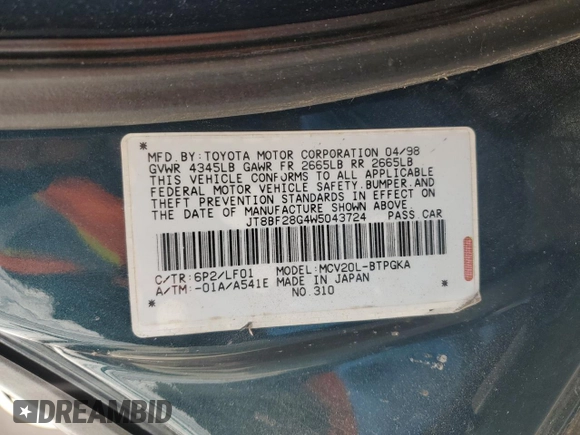 MFD.BY:TOYOTA MOTOR CORPORATION 04/98
GVWR 4345LB GAWR FR 2665LB RR 2665LB
THIS VEHICLE CONFORMS TO ALL APPLICABLE
FEDERAL MOTOR VEHICLE SAFETY,BUMPER,AND
THEFT PREVENTION STANDARDS IN EFFECT ON
THE DATE OF MANUFACTURE SHOWN ABOVE.
JT8BF28G4W5043724 PASS CAR
C/TR:6P2/LF01 MODEL:MCV20L-BTPGKA
A/TM:-01A/A541E MADE IN JAPAN
NO.310
DREAMBID